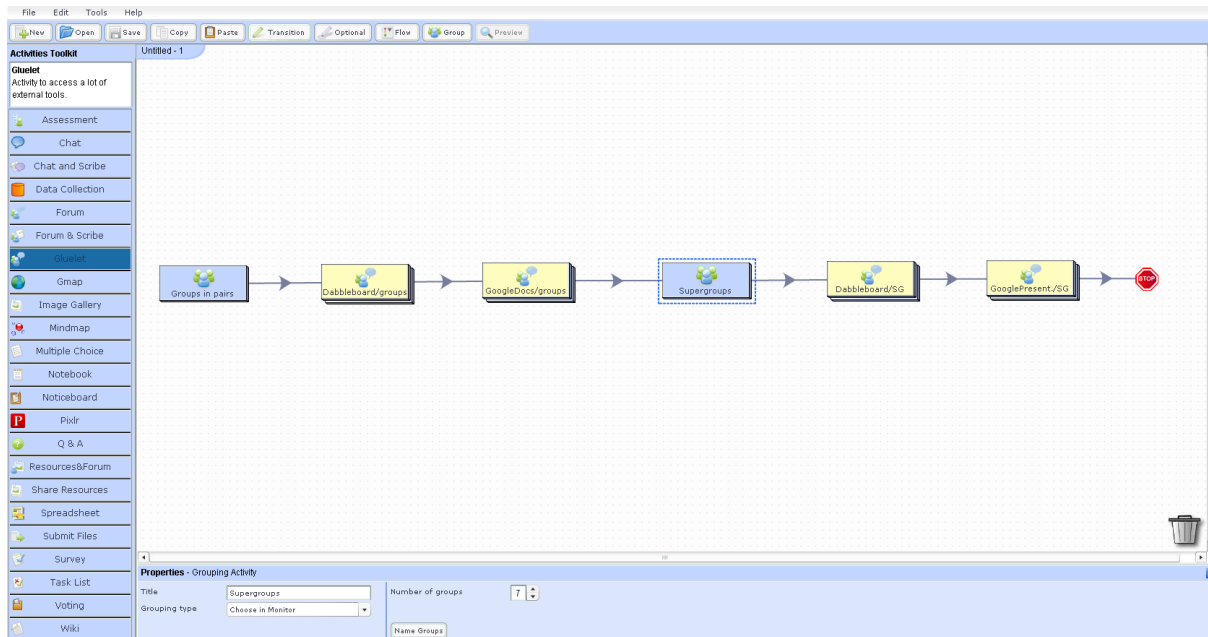 File Edit Tools Help
New Open Save Copy Paste Transition Optional Flow Group Preview
Activities Toolkit
Untitled - 1
Gluelet
Activity to access a lot of
external tools.
Assessment
Chat
Chat and Scribe
Data Collection
Forum
Forum & Scribe
Gluelet
Gmap
Image Gallery
Mindmap
Multiple Choice
Notebook
Noticeboard
P Pixlr
Q & A
Resources&Forum
Share Resources
Spreadsheet
Submit Files
Survey
Task List
Voting
Wiki
Groups in pairs
Dabbleboard/groups
GoogleDocs/groups
Supergroups
Dabbleboard/SG
GooglePresent./SG
STOP
Properties - Grouping Activity
Title Supergroups Number of groups 7
Grouping type Choose in Monitor
Name Groups